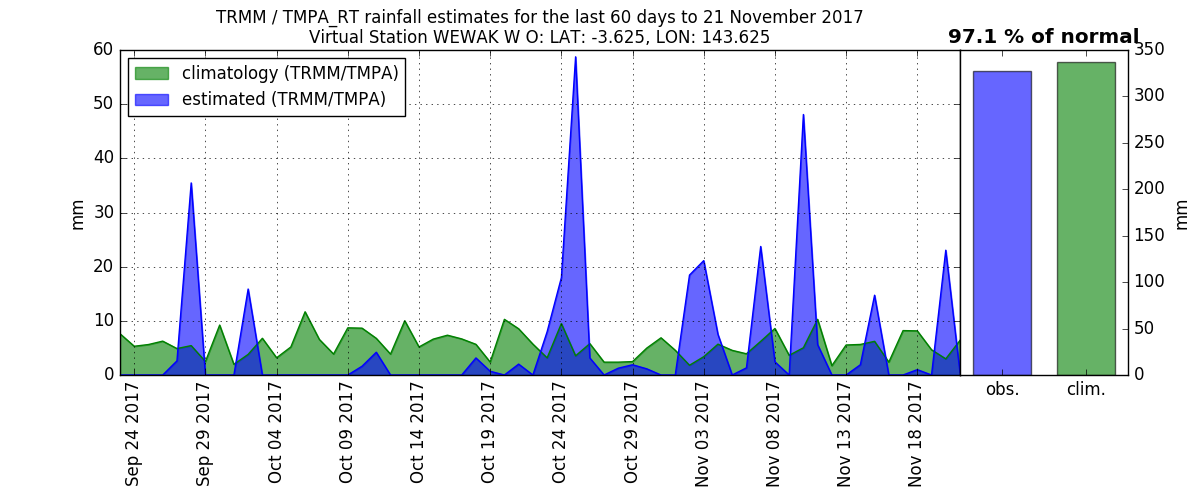 TRMM / TMPA_RT rainfall estimates for the last 60 days to 21 November 2017
Virtual Station WEWAK W O: LAT: -3.625, LON: 143.625
97.1 % of normal
climatology (TRMM/TMPA)
estimated (TRMM/TMPA)
60
50
40
30
20
10
0
mm
Sep 24 2017
Sep 29 2017
Oct 04 2017
Oct 09 2017
Oct 14 2017
Oct 19 2017
Oct 24 2017
Oct 29 2017
Nov 03 2017
Nov 08 2017
Nov 13 2017
Nov 18 2017
obs.
clim.
350
300
250
200
150
100
50
0
mm